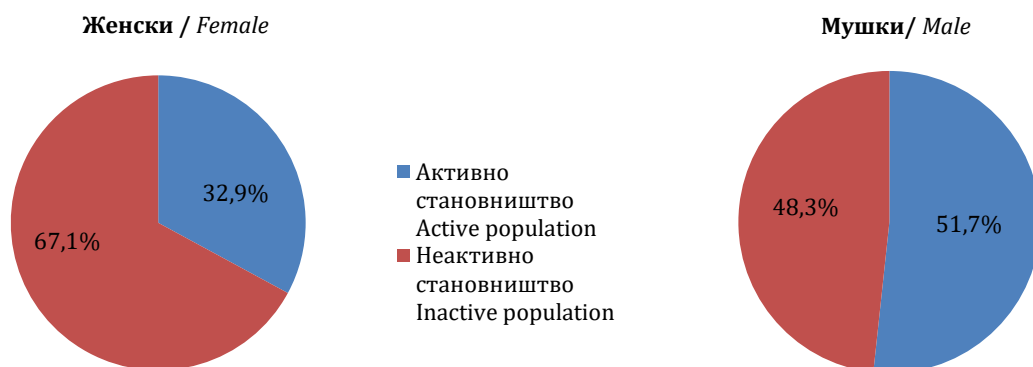 Женски / Female
Мушки/ Male
32,9%
67,1%
Активно
становништво
Active population
Неактивно
становништво
Inactive population
48,3%
51,7%